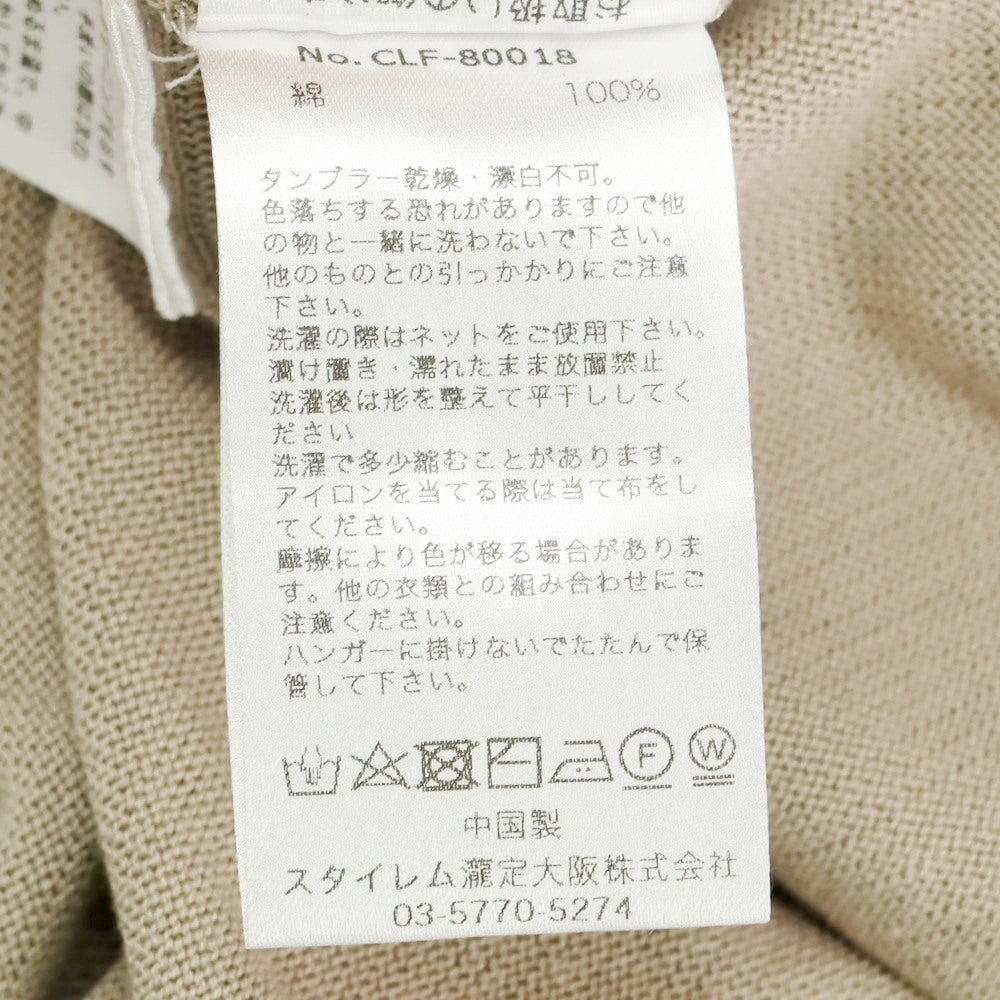 お取扱いの
No. CLF-80018
綿 100%
タンブラー乾燥・漂白不可。
色落ちする恐れがありますので他
の物と一緒に洗わないで下さい。
他のものとの引っかかりにご注意
下さい。
洗濯の際はネットをご使用下さい。
漬け置き・濡れたまま放置禁止
洗濯後は形を整えて平干ししてく
ださい
洗濯で多少縮むことがあります。
アイロンを当てる際は当て布をし
てください。
摩擦により色が移る場合がありま
す。他の衣類との組み合わせにご
注意ください。
ハンガーに掛けないでたたんで保
管して下さい。
F W
中国製
スタイレム瀧定大阪株式会社
03-5770-5274